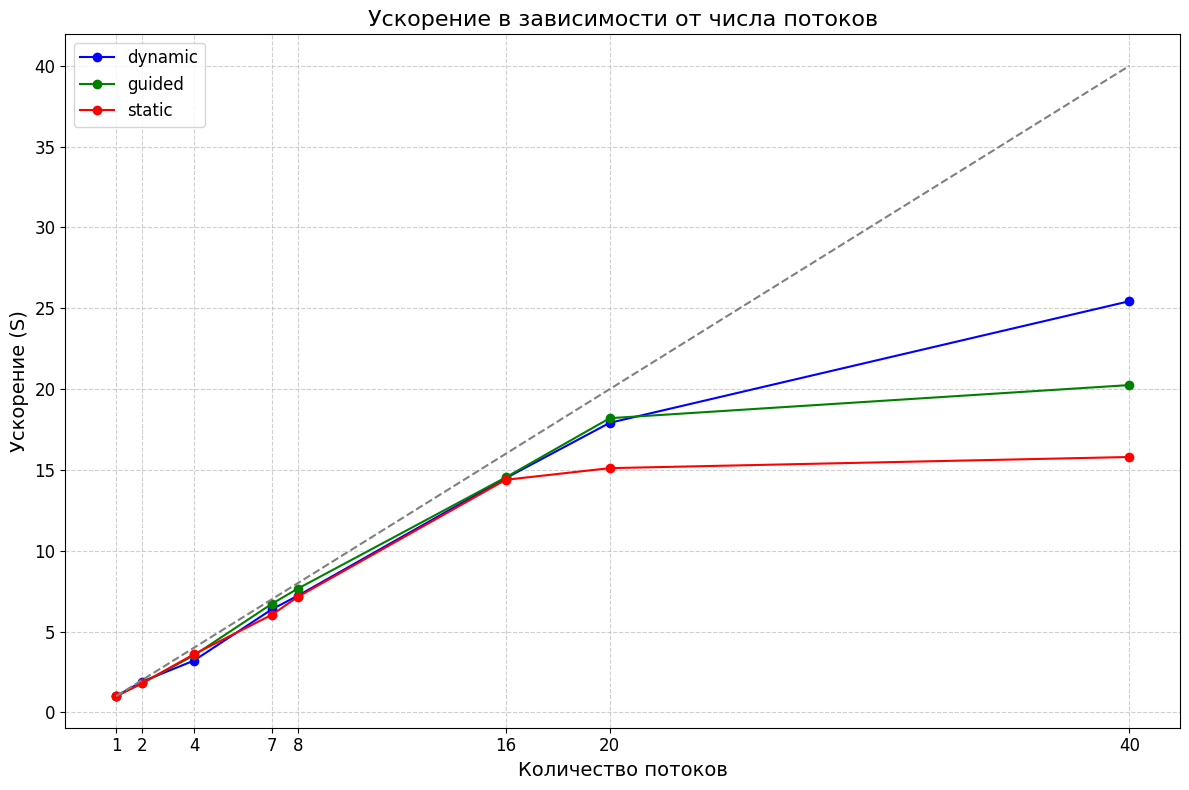 Ускорение в зависимости от числа потоков
dynamic
guided
static
Ускорение (S)
40
35
30
25
20
15
10
5
0
1 2 4 7 8 16 20 40
Количество потоков